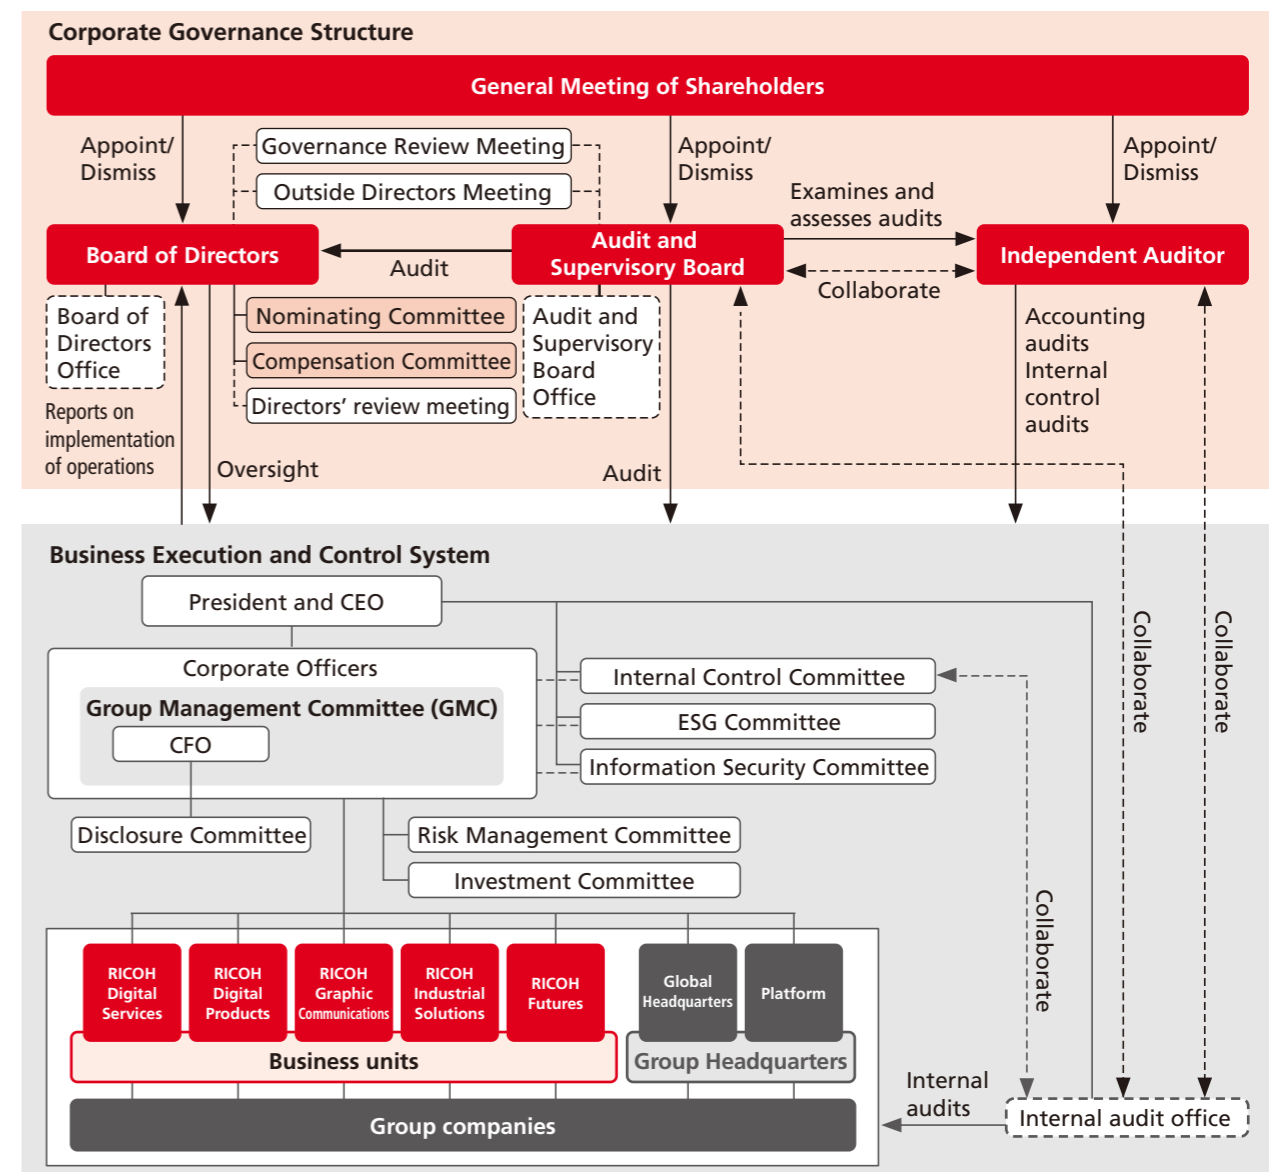 Corporate Governance Structure
General Meeting of Shareholders
Appoint/
Dismiss
Governance Review Meeting
Outside Directors Meeting
Appoint/
Dismiss
Examines and
assesses audits
Appoint/
Dismiss
Board of Directors
Audit
Audit and
Supervisory Board
Collaborate
Independent Auditor
Board of
Directors
Office
Nominating Committee
Compensation Committee
Directors’ review meeting
Audit and
Supervisory
Board
Office
Accounting
audits
Internal
control
audits
Reports on
implementation
of operations
Oversight
Audit
Business Execution and Control System
President and CEO
Corporate Officers
Group Management Committee (GMC)
CFO
Internal Control Committee
ESG Committee
Information Security Committee
Collaborate
Collaborate
Disclosure Committee
Risk Management Committee
Investment Committee
Collaborate
RICOH
Digital
Services
RICOH
Digital
Products
RICOH
Graphic
Communications
RICOH
Industrial
Solutions
RICOH
Futures
Global
Headquarters
Platform
Business units
Group Headquarters
Group companies
Internal
audits
Internal audit office